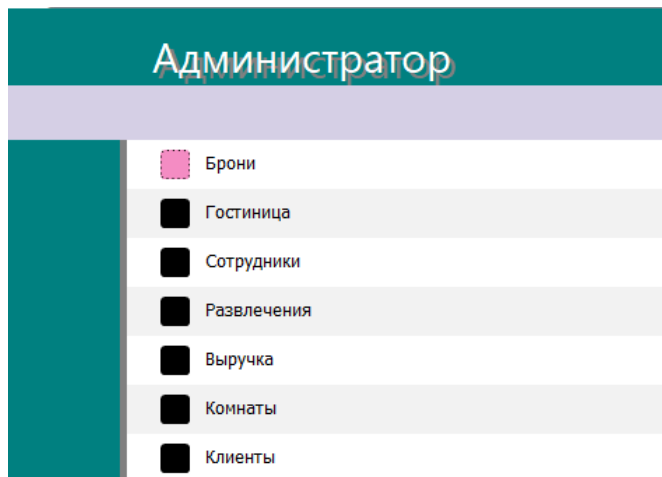 Администратор
Брони
Гостиница
Сотрудники
Развлечения
Выручка
Комнаты
Клиенты